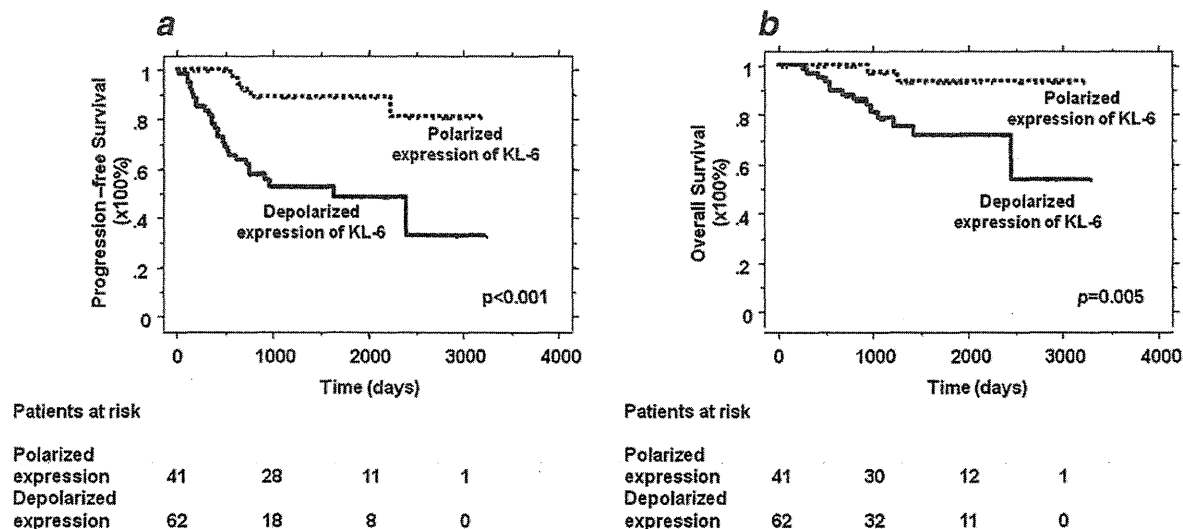 a
Progression–free Survival
(x100%)
1
.8
.6
.4
.2
0
Polarized
expression of KL-6
Depolarized
expression of KL-6
p<0.001
0 1000 2000 3000 4000
Time (days)
Patients at risk
Polarized
expression 41 28 11 1
Depolarized
expression 62 18 8 0
b
Overall Survival
(x100%)
1
.8
.6
.4
.2
0
Polarized
expression of KL-6
Depolarized
expression of KL-6
p=0.005
0 1000 2000 3000 4000
Time (days)
Patients at risk
Polarized
expression 41 30 12 1
Depolarized
expression 62 32 11 0